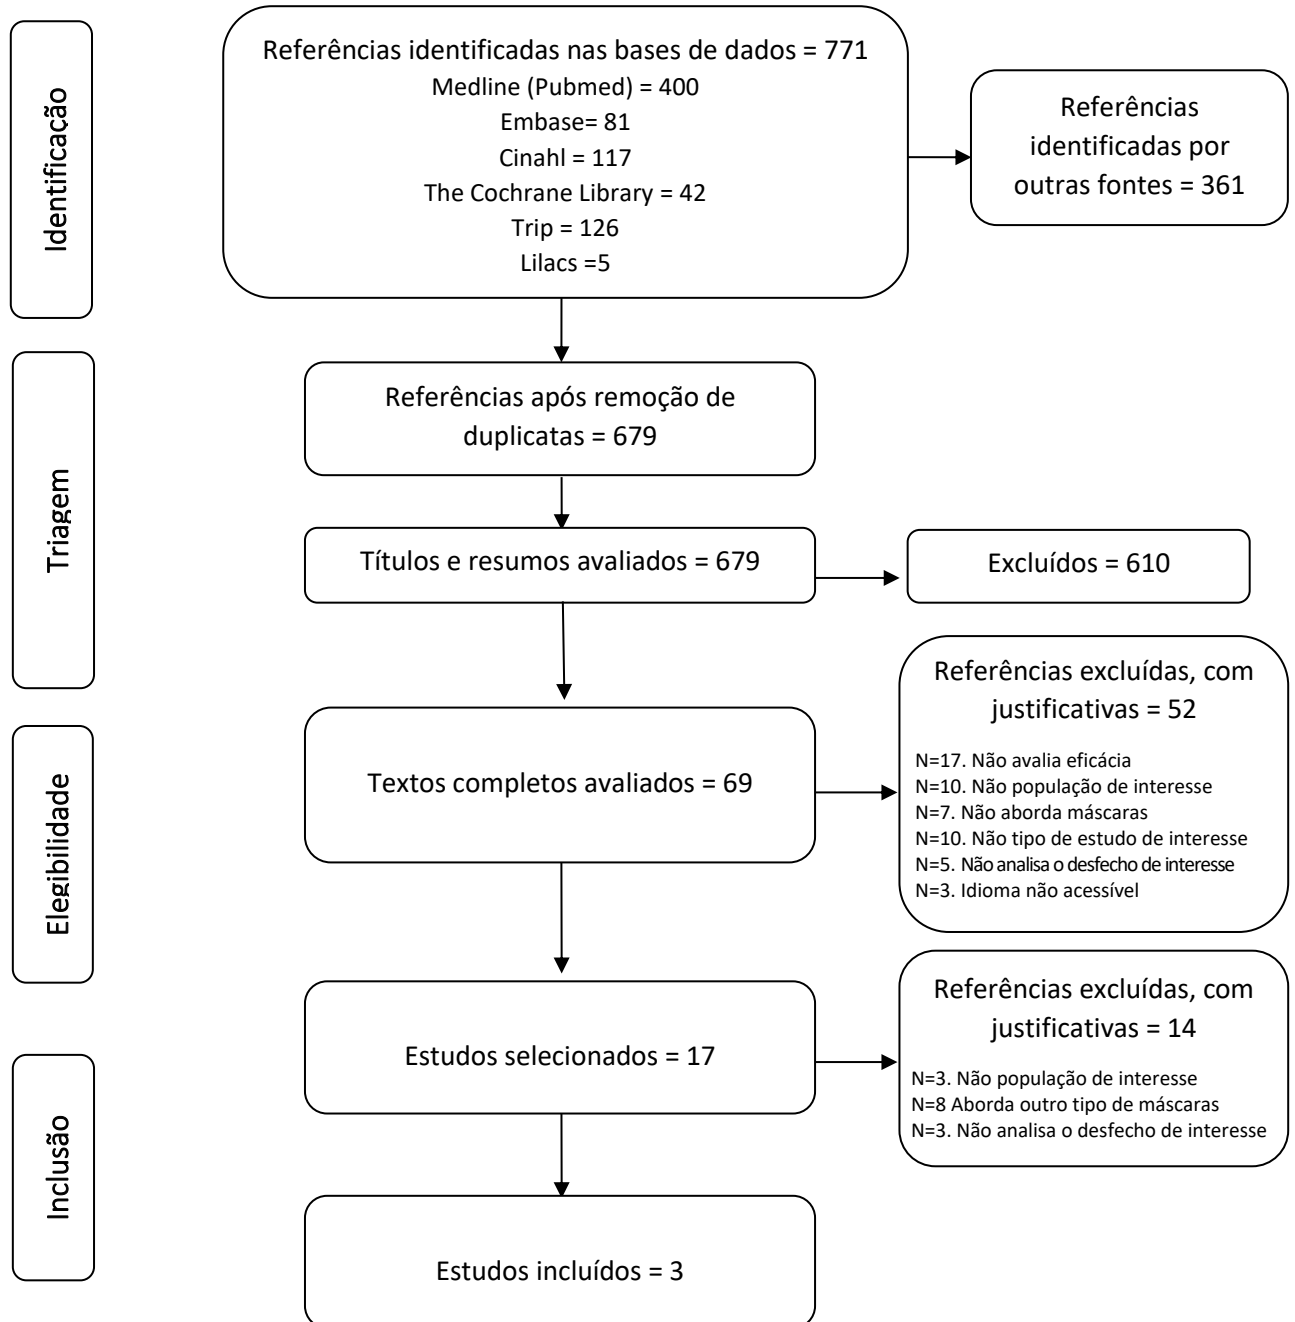 Identificação
Referências identificadas nas bases de dados = 771
Medline (Pubmed) = 400
Embase= 81
Cinahl = 117
The Cochrane Library = 42
Trip = 126
Lilacs =5
Referências
identificadas por
outras fontes = 361
Triagem
Referências após remoção de
duplicatas = 679
Títulos e resumos avaliados = 679
Excluídos = 610
Elegibilidade
Textos completos avaliados = 69
Referências excluídas, com
justificativas = 52
N=17. Não avalia eficácia
N=10. Não população de interesse
N=7. Não aborda máscaras
N=10. Não tipo de estudo de interesse
N=5. Não analisa o desfecho de interesse
N=3. Idioma não acessível
Estudos selecionados = 17
Referências excluídas, com
justificativas = 14
N=3. Não população de interesse
N=8 Aborda outro tipo de máscaras
N=3. Não analisa o desfecho de interesse
Inclusão
Estudos incluídos = 3